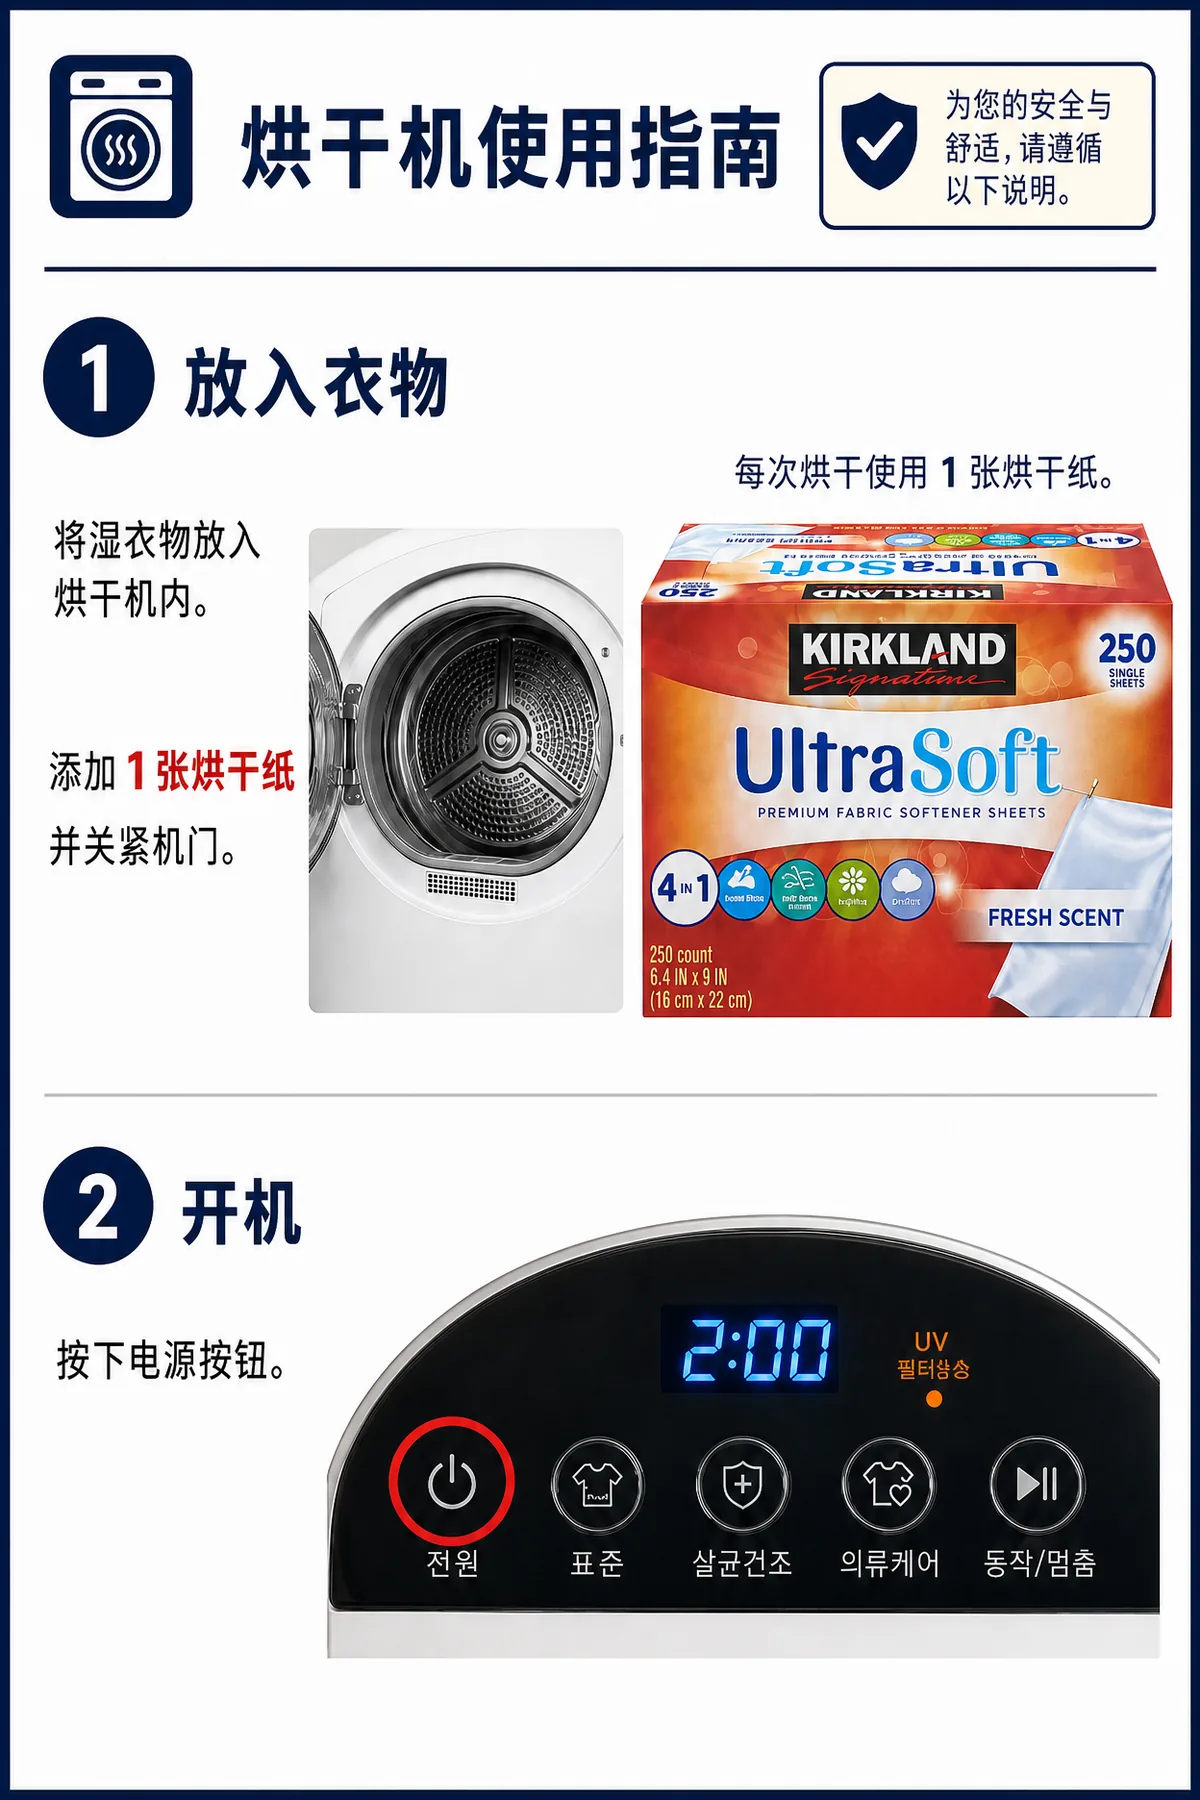 烘干机使用指南
为您的安全与
舒适,请遵循
以下说明。
1 放入衣物
每次烘干使用 1 张烘干纸。
将湿衣物放入
烘干机内。
添加 1 张烘干纸
并关紧机门。
4 IN 1
UltraSoft
250
KIRKLAND
KIRKLAND
Signature
250
SINGLE
SHEETS
UltraSoft
PREMIUM FABRIC SOFTENER SHEETS
4 IN 1
FRESH SCENT
250 count
6.4 IN x 9 IN
(16 cm x 22 cm)
2 开机
按下电源按钮。
2:00
UV
필터
전원
표준
살균건조
의류케어
동작/멈춤